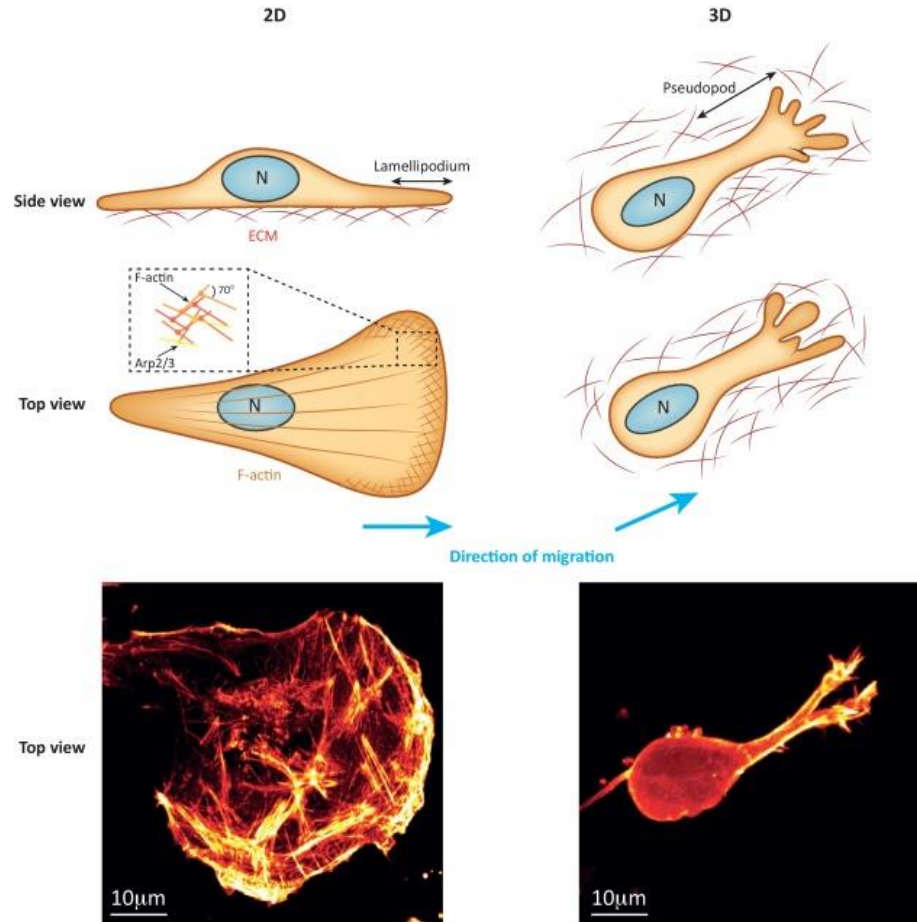 2D
3D
Pseudopod
Lamellipodium
N
N
Side view
ECM
F-actin
70°
Arp2/3
Top view
N
N
F-actin
Direction of migration
Top view
10μm
10μm